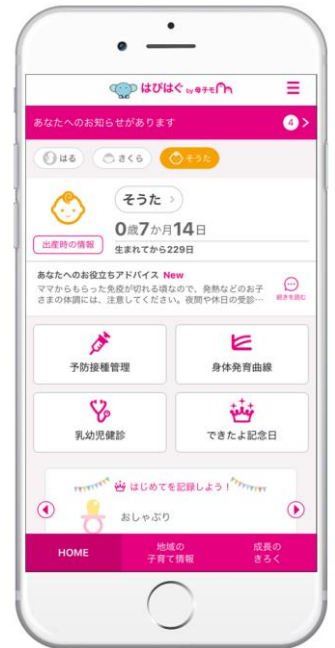 はぴはぐ by 母子モ
あなたへのお知らせがあります 4
はる さくら そうた
そうた
0歳7か月14日
出産時の情報
生まれてから229日
あなたへのお役立ちアドバイス New
ママからもらった免疫が切れる頃なので、発熱などのお子
さまの体調には、注意してください。夜間や休日の受診…
続きを読む
予防接種管理
身体発育曲線
乳幼児健診
できたよ記念日
はじめてを記録しよう!
おしゃぶり
HOME
地域の
子育て情報
成長の
きろく